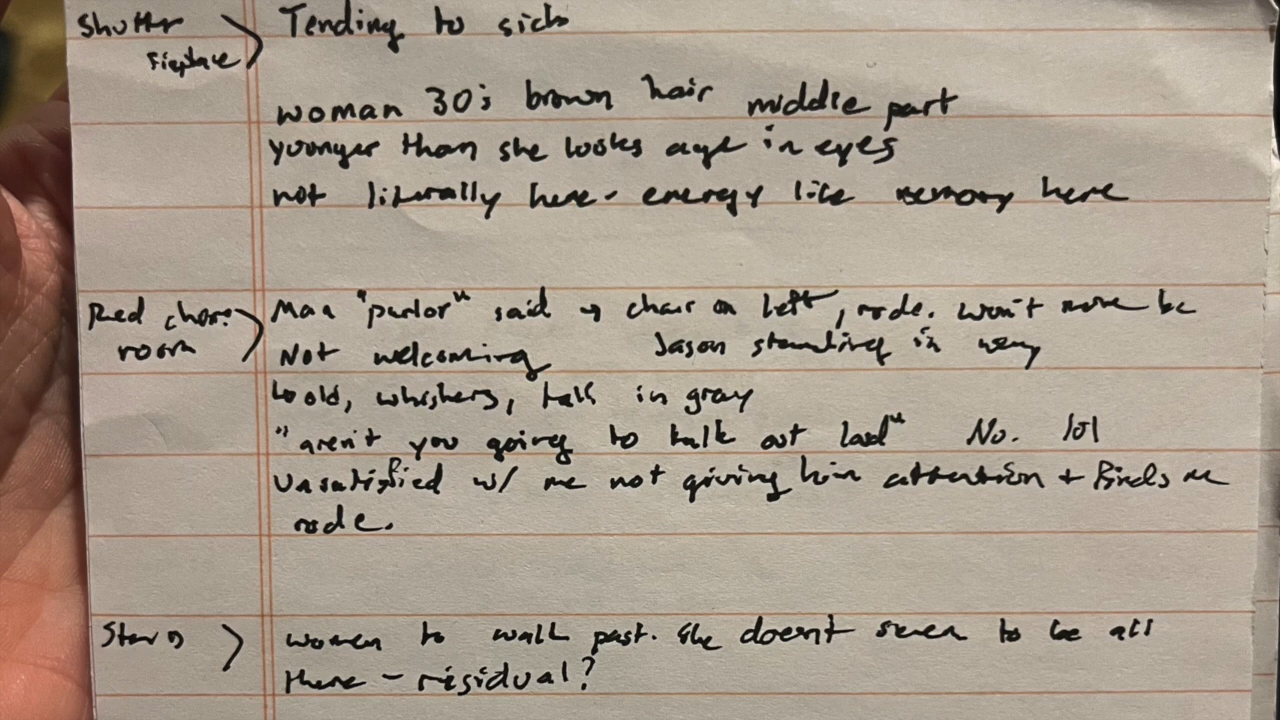 Shutter > Tending to sick
Fireplace
woman 30's brown hair middle part
younger than she looks age in eyes
not literally here - energy like memory here
Red chair > Man "parlor" said → chair on left, rude. won't move bc
room Not welcoming Jason standing in way
old, whiskers, tall in gray
"aren't you going to talk out loud" No. lol
Unsatisfied w/ me not giving him attention + Finds me
rude.
Stairs > women to walk past. She doesn't seem to be all
there - residual?